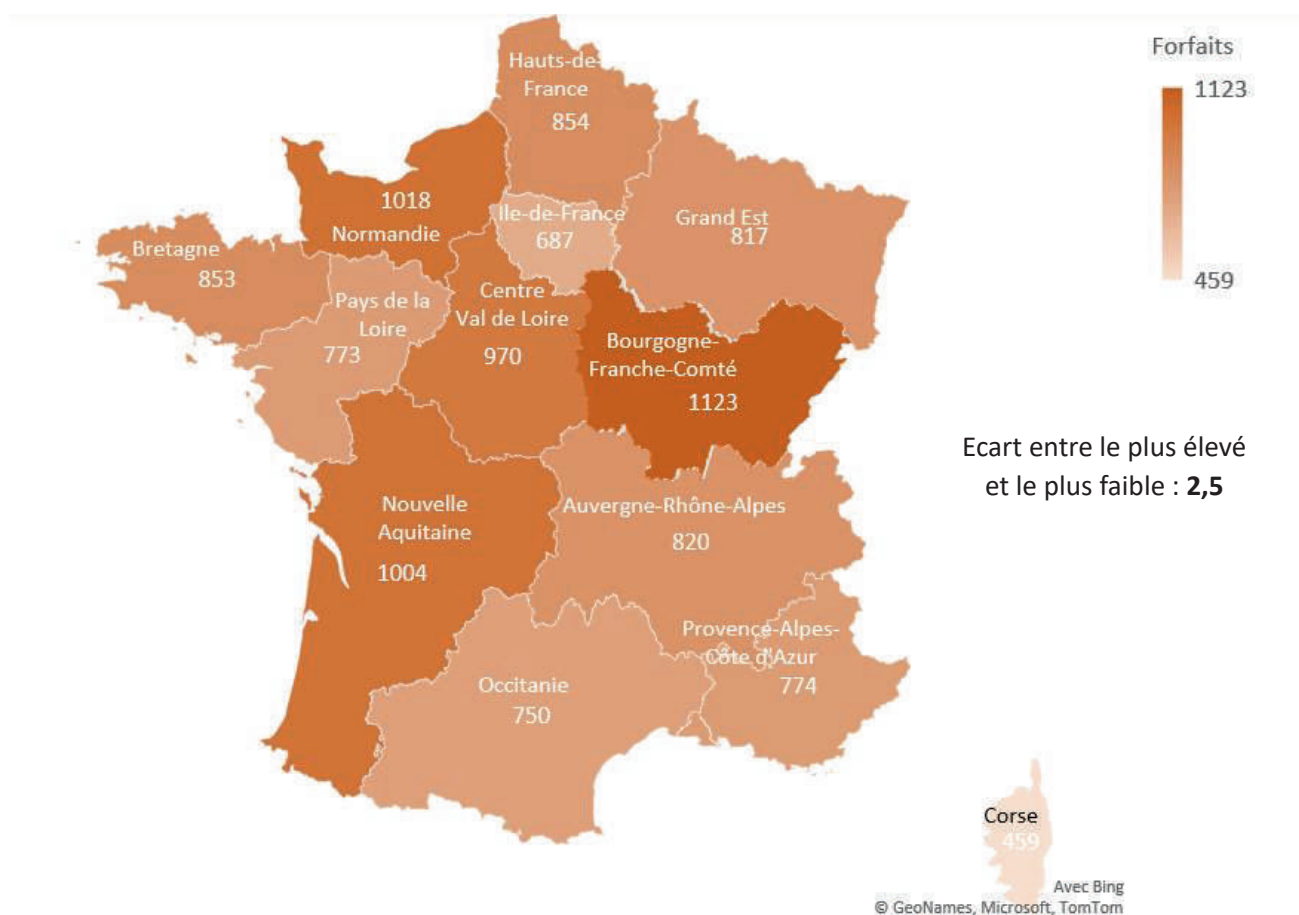 Forfaits
1123
459
Hauts-de-
France
854
1018
Normandie
Ile-de-France
687
Grand Est
817
Bretagne
853
Pays de la
Loire
773
Centre
Val de Loire
970
Bourgogne-
Franche-Comté
1123
Ecart entre le plus élevé
et le plus faible : 2,5
Nouvelle
Aquitaine
1004
Auvergne-Rhône-Alpes
820
Provence-Alpes-
Côte d'Azur
774
Occitanie
750
Corse
459
Avec Bing
© GeoNames, Microsoft, TomTom